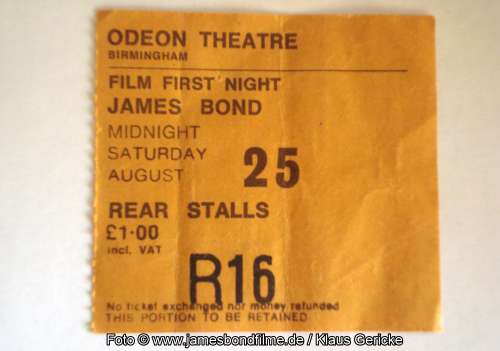 ODEON THEATRE
BIRMINGHAM
FILM FIRST NIGHT
JAMES BOND
MIDNIGHT
SATURDAY
AUGUST 25
REAR STALLS
£1·00
incl. VAT
R16
No ticket exchanged nor money refunded
THIS PORTION TO BE RETAINED
Foto © www.jamesbondfilme.de / Klaus Gericke